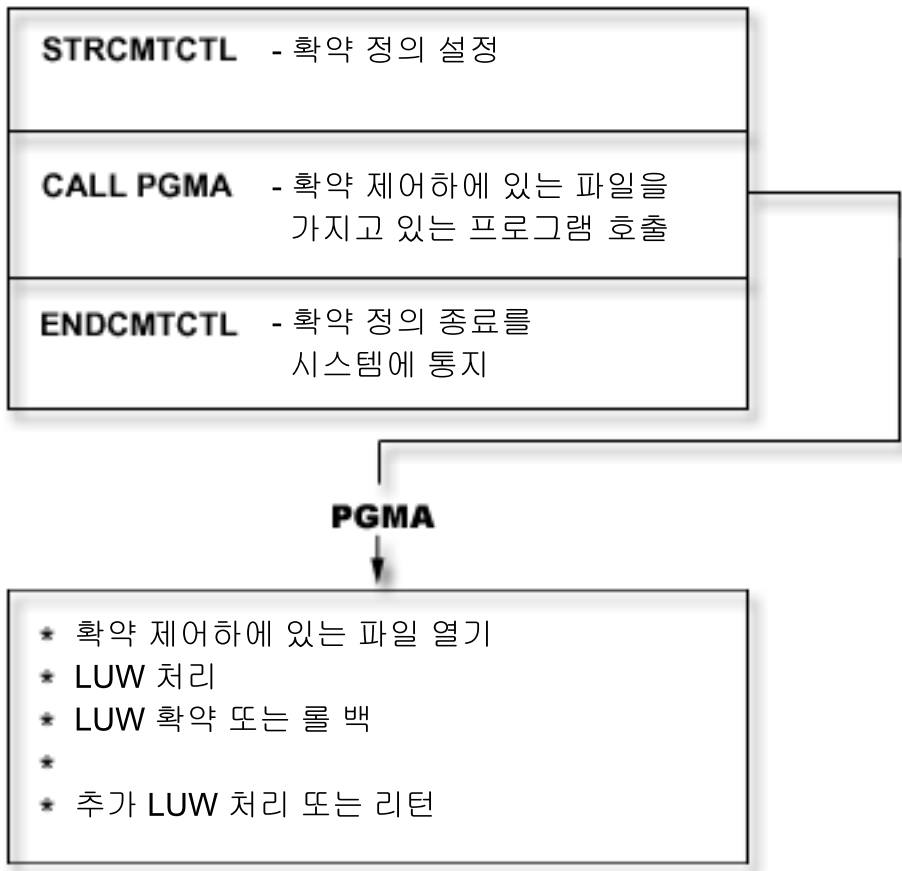 STRCMTCTL - 확약 정의 설정
CALL PGMA - 확약 제어하에 있는 파일을
가지고 있는 프로그램 호출
ENDCMTCTL - 확약 정의 종료를
시스템에 통지
PGMA
* 확약 제어하에 있는 파일 열기
* LUW 처리
* LUW 확약 또는 롤 백
*
* 추가 LUW 처리 또는 리턴